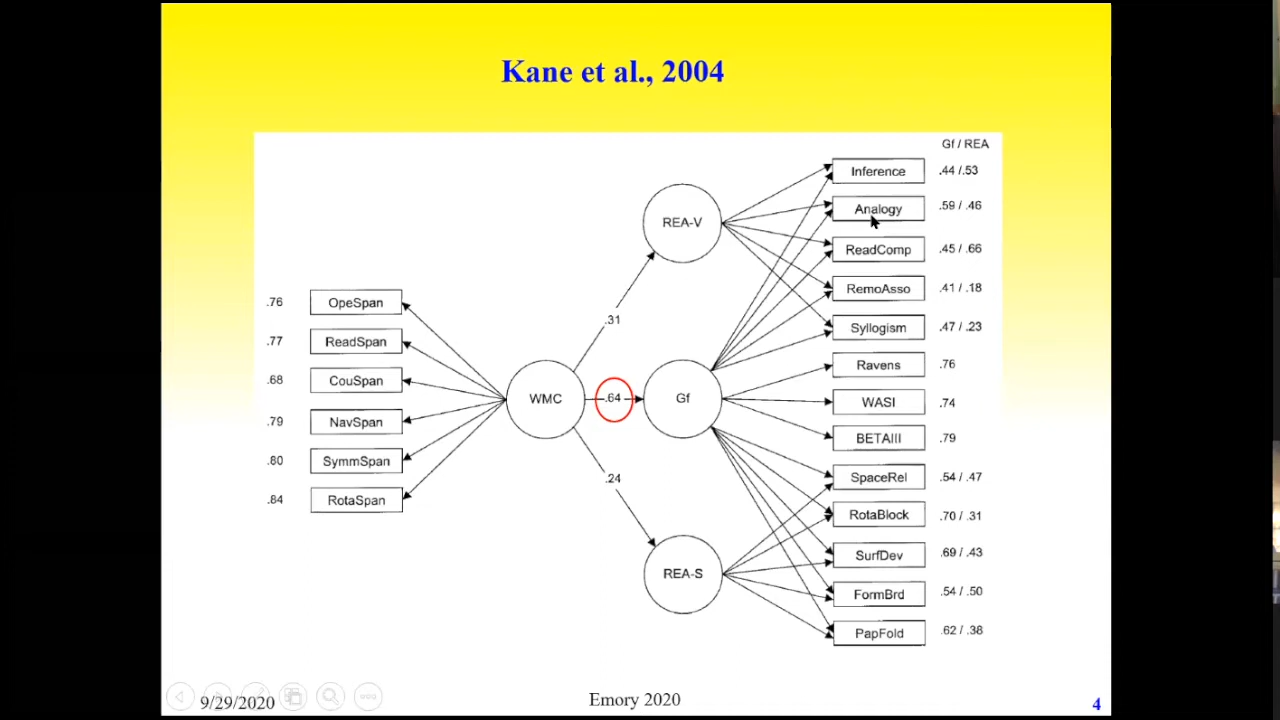 Kane et al., 2004
Gf / REA
Inference .44 /.53
Analogy .59 / .46
REA-V
ReadComp .45 / .66
RemoAsso .41 / .18
.76 OpeSpan
.31
Syllogism .47 / .23
.77 ReadSpan
Ravens .76
.68 CouSpan
WMC .64 Gf
WASI .74
.79 NavSpan
BETAIII .79
.80 SymmSpan
.24
SpaceRel .54 / .47
.84 RotaSpan
RotaBlock .70 / .31
SurfDev .69 / .43
REA-S
FormBrd .54 / .50
PapFold .62 / .38
9/29/2020 Emory 2020 4